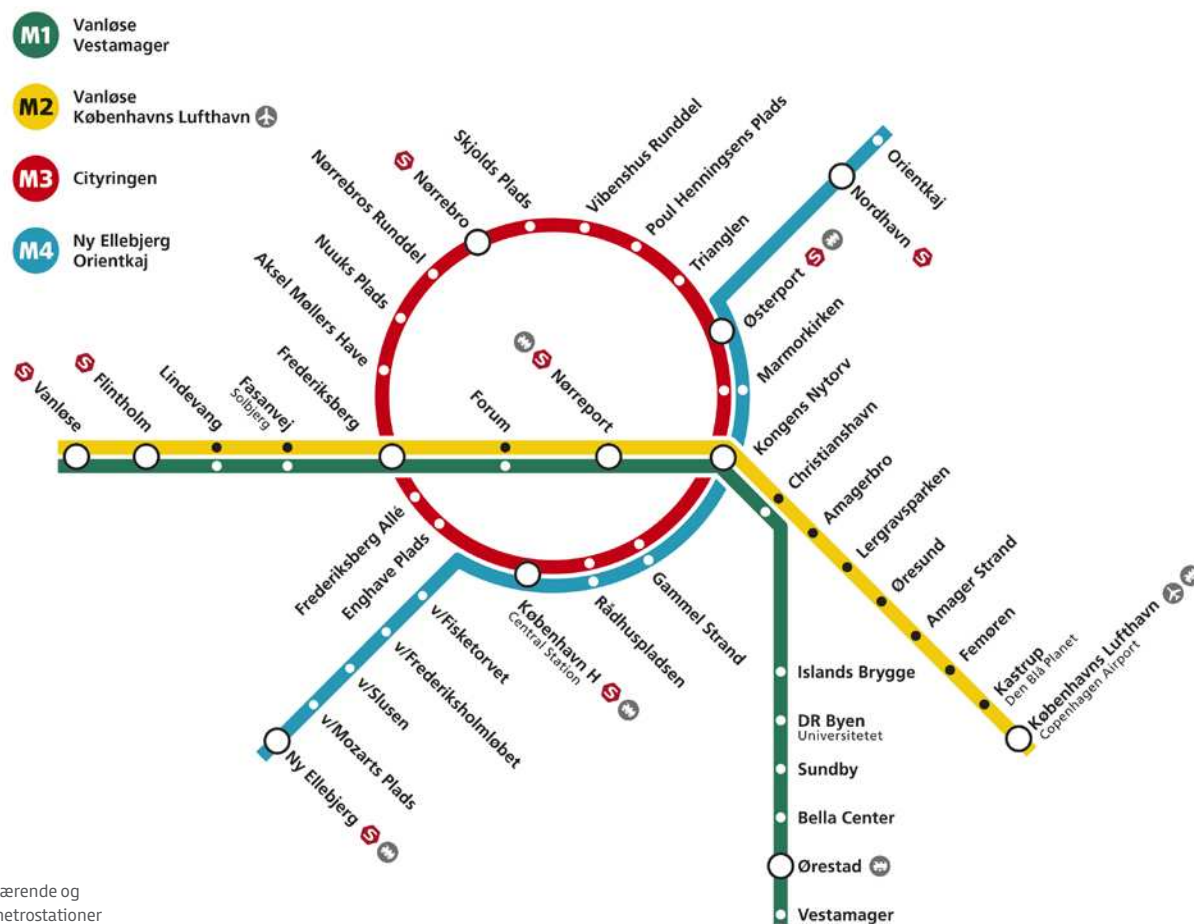 M1
Vanløse
Vestamager
M2
Vanløse
Københavns Lufthavn
M3
Cityringen
M4
Ny Ellebjerg
Orientkaj
Vanløse
S
Flintholm
S
Lindevang
Fasanvej
Solbjerg
Frederiksberg
Aksel Møllers Have
Nuuks Plads
Nørrebros Runddel
Nørrebro
S
Skjolds Plads
Vibenshus Runddel
Poul Henningsens Plads
Trianglen
Orientkaj
Nordhavn
S
Østerport
S
Marmorkirken
Forum
Nørreport
S
Kongens Nytorv
Christianshavn
Amagerbro
Lergravsparken
Øresund
Amager Strand
Femøren
Kastrup
Den Blå Planet
Københavns Lufthavn
Copenhagen Airport
Frederiksberg Allé
Enghave Plads
København H
Central Station
S
Rådhuspladsen
Gammel Strand
v/Fisketorvet
v/Frederiksholmløbet
v/Slusen
v/Mozarts Plads
Ny Ellebjerg
S
Islands Brygge
DR Byen
Universitetet
Sundby
Bella Center
Ørestad
Vestamager
ærende og
netrostationer